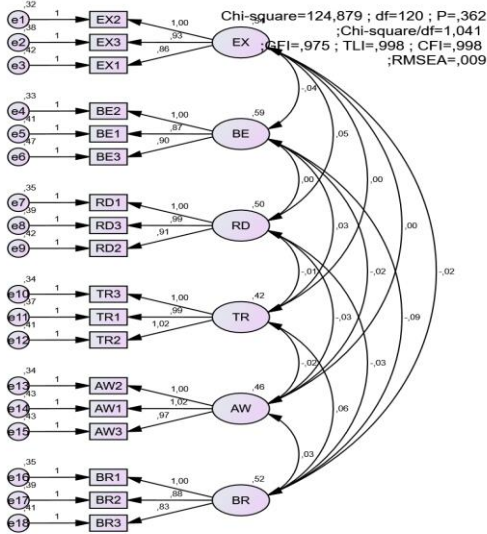 Chi-square=124,879 ; df=120 ; P=,362
;Chi-square/df=1,041
;GFI=,975 ; TLI=,998 ; CFI=,998
;RMSEA=,009
,32
e1 1 EX2 1,00
,38
e2 1 EX3 ,93 EX
,42
e3 1 EX1 ,86
-,04
,33
e4 1 BE2 1,00 ,59
,41
e5 1 BE1 ,87 BE ,05
,47
e6 1 BE3 ,90
,00 ,00
,35
e7 1 RD1 1,00 ,50
,39
e8 1 RD3 ,99 RD ,03 ,00
,42
e9 1 RD2 ,91
-,01 -,02 -,02
,34
e10 1 TR3 1,00 ,42
,37
e11 1 TR1 ,99 TR -,03 -,09
,41
e12 1 TR2 1,02
-,02 -,03
,34
e13 1 AW2 1,00 ,46
,43
e14 1 AW1 1,02 AW ,06
,43
e15 1 AW3 ,97
,03
,35
e16 1 BR1 1,00 ,52
,39
e17 1 BR2 ,88 BR
,41
e18 1 BR3 ,83